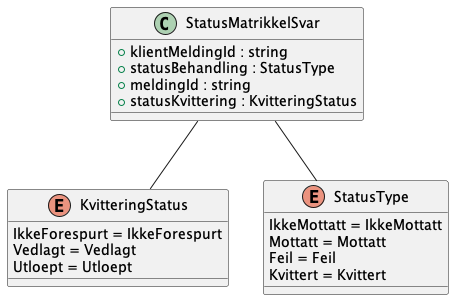 C StatusMatrikkelSvar
+ klientMeldingId : string
+ statusBehandling : StatusType
+ meldingId : string
+ statusKvittering : KvitteringStatus
E KvitteringStatus
IkkeForespurt = IkkeForespurt
Vedlagt = Vedlagt
Utloept = Utloept
E StatusType
IkkeMottatt = IkkeMottatt
Mottatt = Mottatt
Feil = Feil
Kvittert = Kvittert